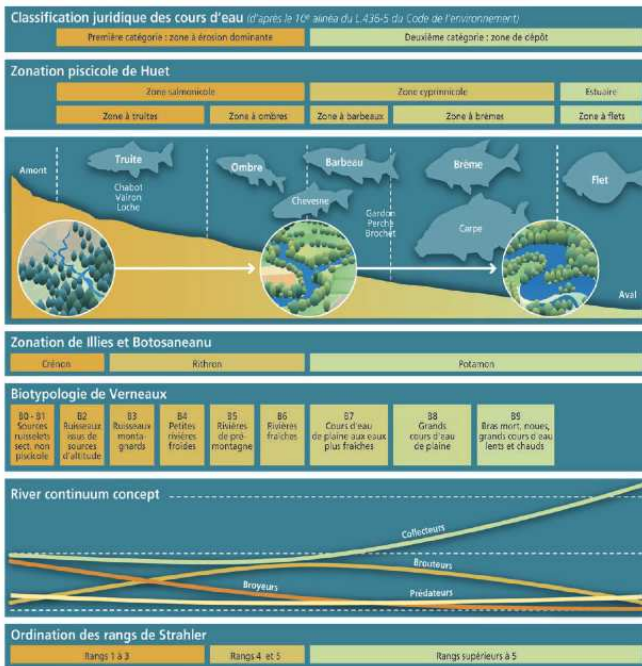 Classification juridique des cours d'eau (d'après le 10e alinéa du L.436-5 du Code de l'environnement)
Première catégorie : zone à érosion dominante
Deuxième catégorie : zone de dépôt
Zonation piscicole de Huet
Zone salmonicole
Zone cyprinnicole
Estuaire
Zone à truites
Zone à ombres
Zone à barbeaux
Zone à brèmes
Zone à flets
Amont
Truite
Chabot
Vairon
Loche
Ombre
Barbeau
Chevesne
Gardon
Perche
Brochet
Brème
Carpe
Flet
Aval
Zonation de Illies et Botosaneanu
Crénon
Rithron
Potamon
Biotypologie de Verneaux
B0 - B1
Sources
ruisselets
sect. non
piscicole
B2
Ruisseaux
issus de
sources
d'altitude
B3
Ruisseaux
monta-
gnards
B4
Petites
rivières
froides
B5
Rivières
de pré-
montagne
B6
Rivières
fraîches
B7
Cours d'eau
de plaine aux eaux
plus fraîches
B8
Grands
cours d'eau
de plaine
B9
Bras mort, noues,
grands cours d'eau
lents et chauds
River continuum concept
Collecteurs
Brouteurs
Broyeurs
Prédateurs
Ordination des rangs de Strahler
Rangs 1 à 3
Rangs 4 et 5
Rangs supérieurs à 5